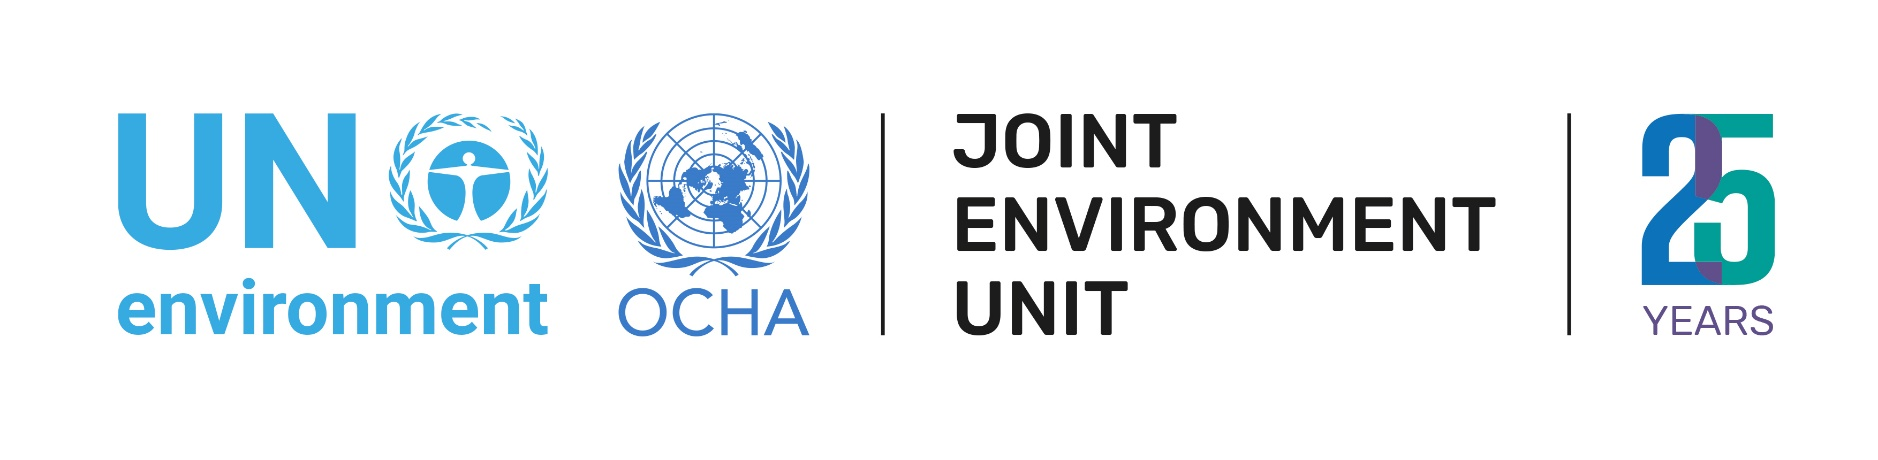 UN
environment
OCHA
JOINT
ENVIRONMENT
UNIT
25
YEARS